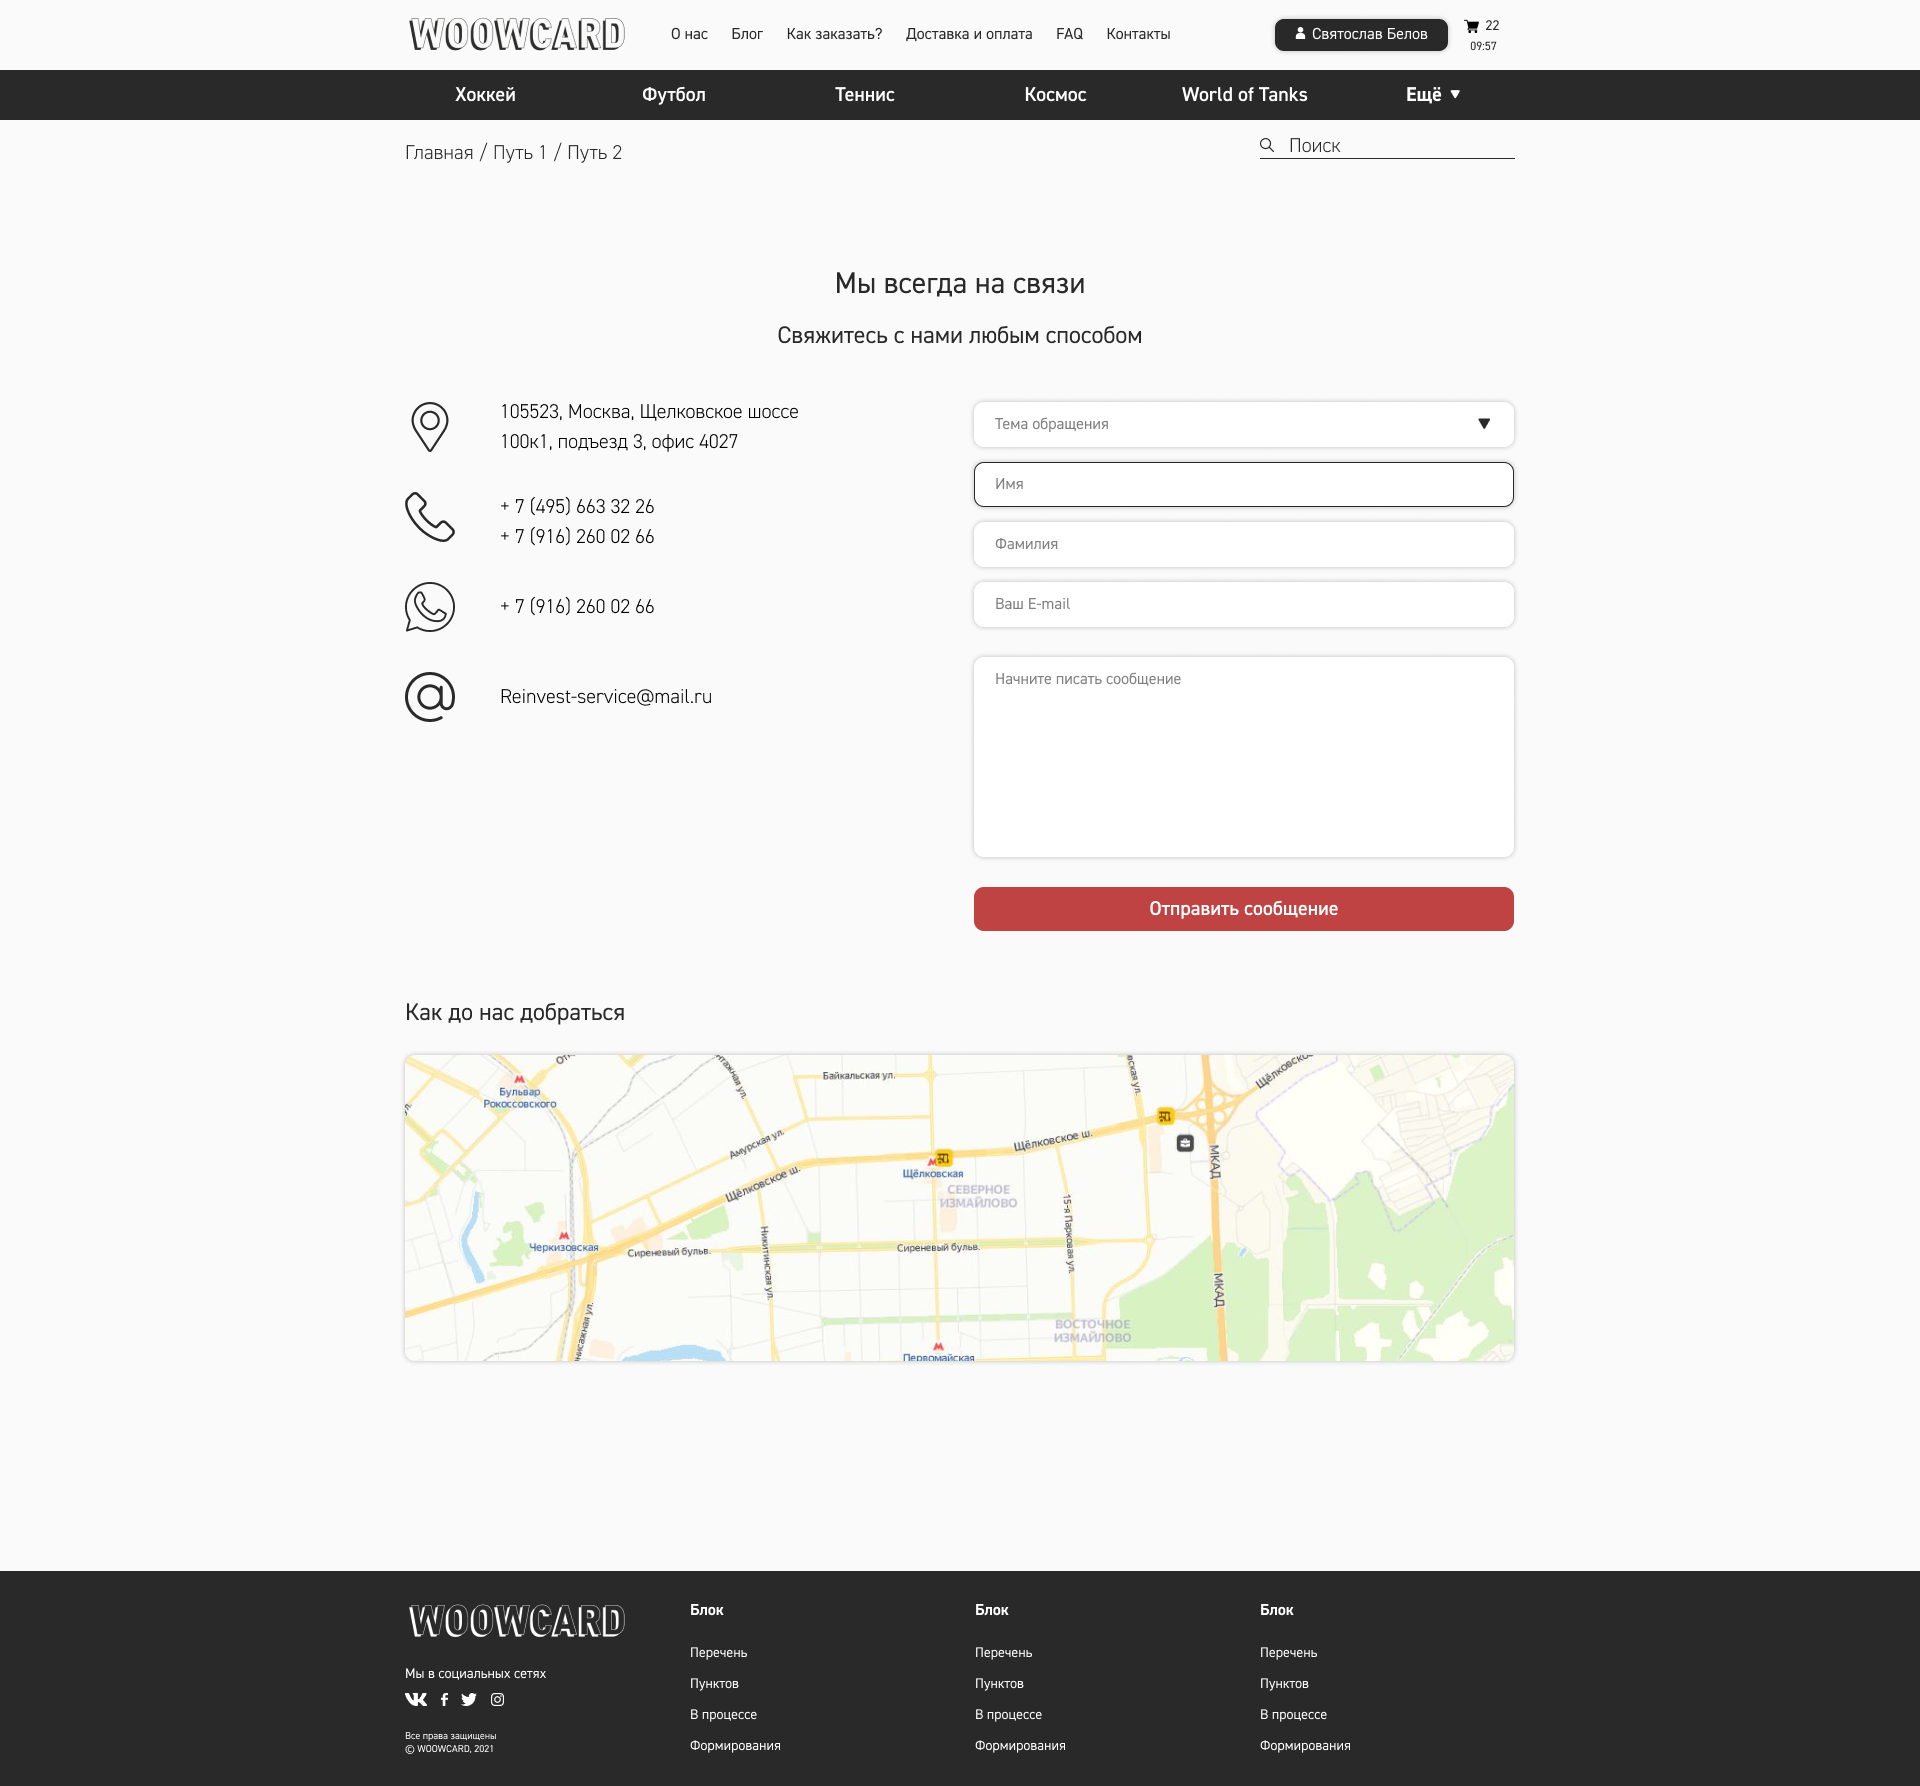 WOOWCARD
О нас Блог Как заказать? Доставка и оплата FAQ Контакты
Святослав Белов
22
09:57
Хоккей Футбол Теннис Космос World of Tanks Ещё
Главная / Путь 1 / Путь 2
Поиск
Мы всегда на связи
Свяжитесь с нами любым способом
105523, Москва, Щелковское шоссе
100к1, подъезд 3, офис 4027
+ 7 (495) 663 32 26
+ 7 (916) 260 02 66
+ 7 (916) 260 02 66
Reinvest-service@mail.ru
Тема обращения
Имя
Фамилия
Ваш E-mail
Начните писать сообщение
Отправить сообщение
Как до нас добраться
Бульвар
Рокоссовского
Байкальская ул.
Щёлковское
Амурская ул.
Щёлковское ш.
Щёлковское ш.
Щёлковская
СЕВЕРНОЕ
ИЗМАЙЛОВО
МКАД
15-я Парковая ул.
Черкизовская
Сиреневый бульв.
Никитинская ул.
Сиреневый бульв.
МКАД
ВОСТОЧНОЕ
ИЗМАЙЛОВО
Первомайская
WOOWCARD
Мы в социальных сетях
Все права защищены
© WOOWCARD, 2021
Блок
Перечень
Пунктов
В процессе
Формирования
Блок
Перечень
Пунктов
В процессе
Формирования
Блок
Перечень
Пунктов
В процессе
Формирования